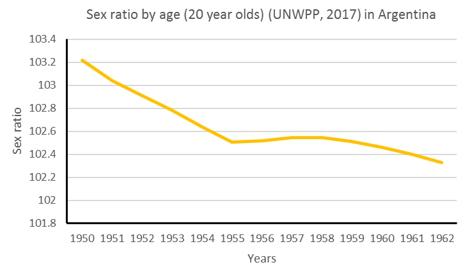 Sex ratio by age (20 year olds) (UNWPP, 2017) in Argentina
103.4
103.2
103
102.8
102.6
102.4
102.2
102
101.8
Sex ratio
1950 1951 1952 1953 1954 1955 1956 1957 1958 1959 1960 1961 1962
Years